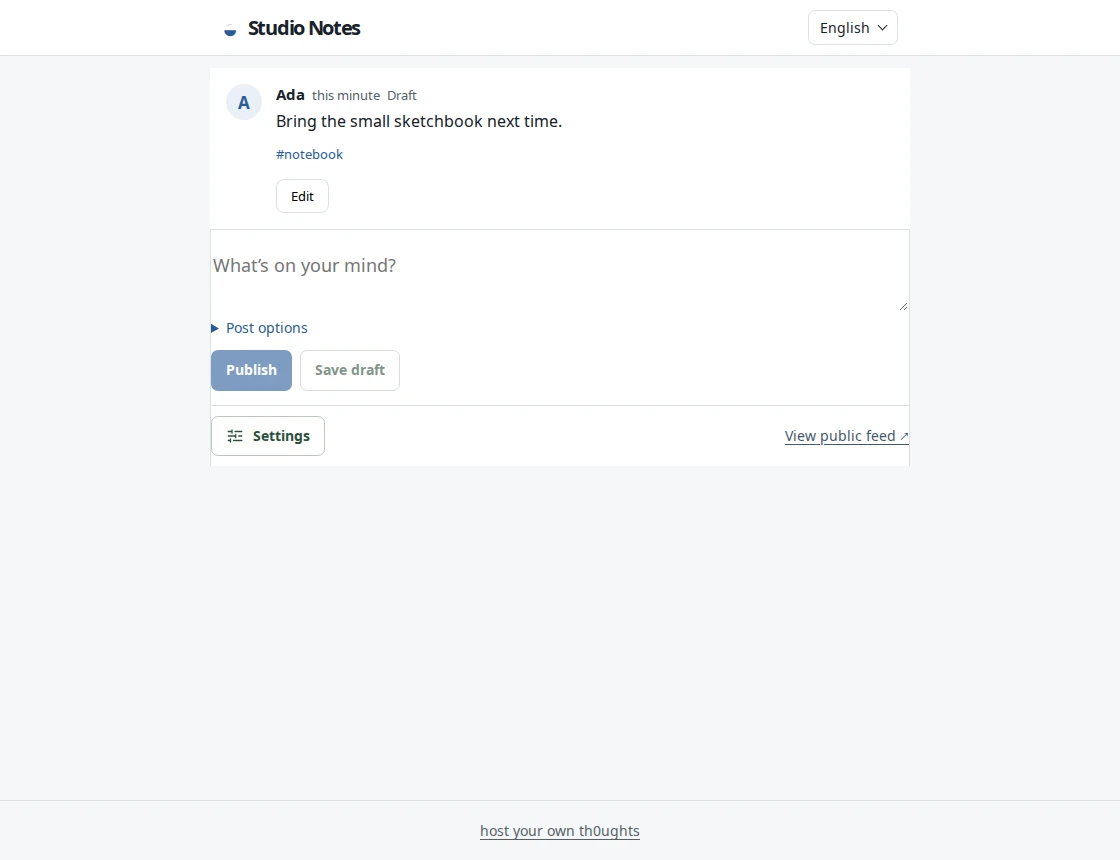 Studio Notes
English
A
Ada this minute Draft
Bring the small sketchbook next time.
#notebook
Edit
What's on your mind?
Post options
Publish Save draft
Settings
View public feed ↗
host your own th0ughts